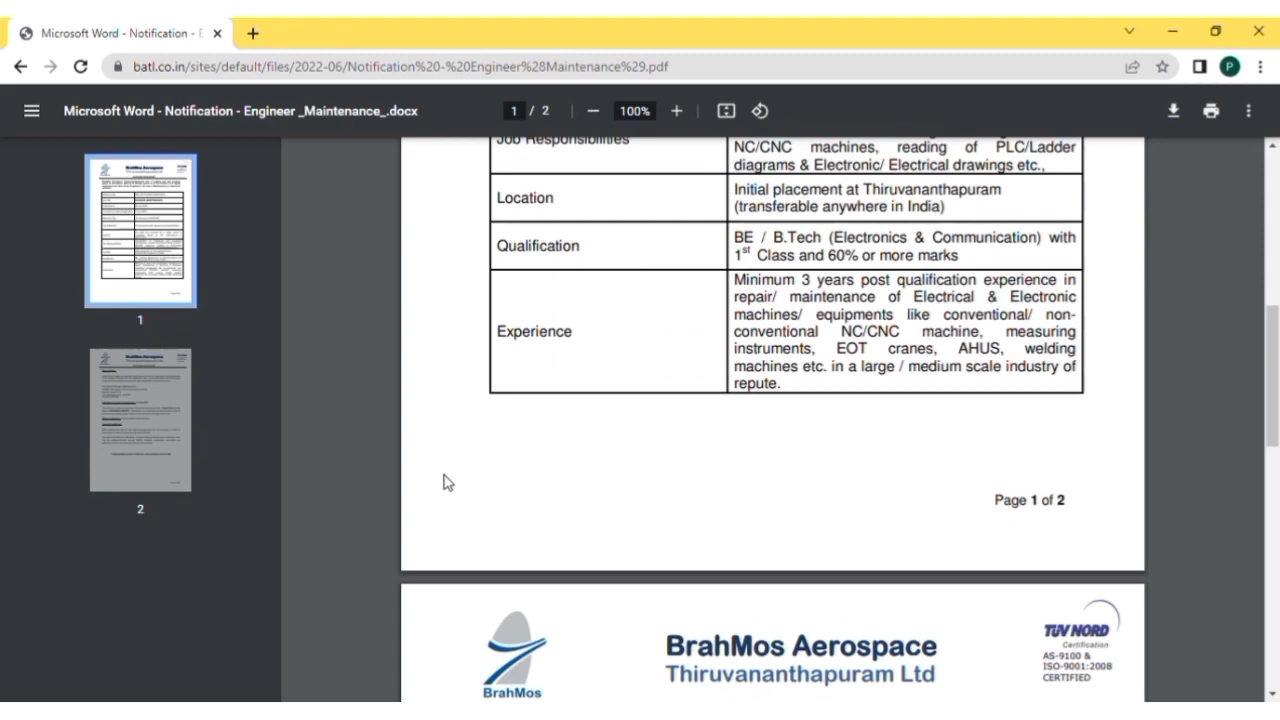 Microsoft Word - Notification - E
batl.co.in/sites/default/files/2022-06/Notification%20-%20Engineer%28Maintenance%29.pdf
P
Microsoft Word - Notification - Engineer _Maintenance_.docx
1 / 2
100%
Job Responsibilities
NC/CNC machines, reading of PLC/Ladder
diagrams & Electronic/ Electrical drawings etc.,
Location
Initial placement at Thiruvananthapuram
(transferable anywhere in India)
Qualification
BE / B.Tech (Electronics & Communication) with
1st Class and 60% or more marks
Experience
Minimum 3 years post qualification experience in
repair/ maintenance of Electrical & Electronic
machines/ equipments like conventional/ non-
conventional NC/CNC machine, measuring
instruments, EOT cranes, AHUS, welding
machines etc. in a large / medium scale industry of
repute.
Page 1 of 2
1
2
BrahMos
BrahMos Aerospace
Thiruvananthapuram Ltd
TUV NORD
Certification
AS-9100 &
ISO-9001:2008
CERTIFIED